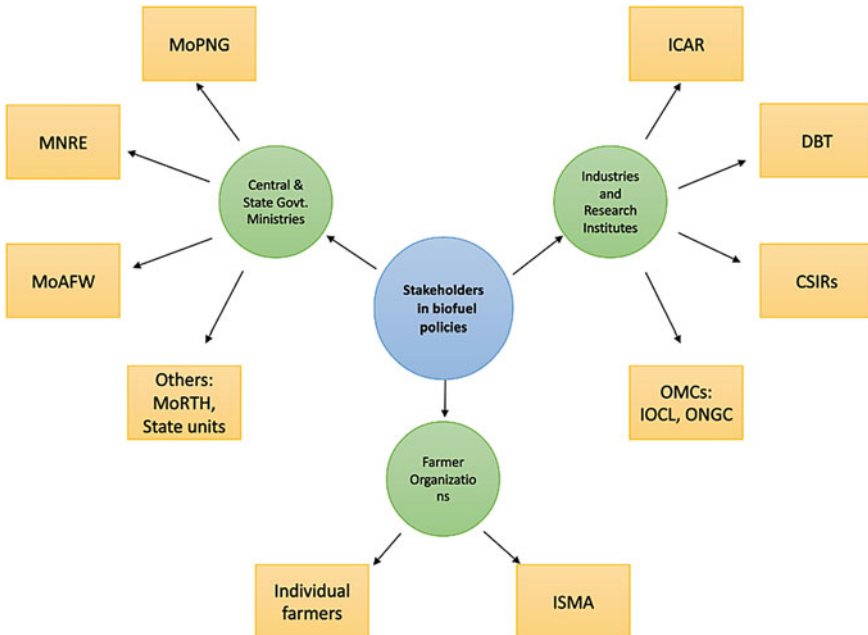 MoPNG
ICAR
MNRE
DBT
Central &
State Govt.
Ministries
Industries
and
Research
Institutes
MoAFW
CSIRs
Stakeholders
in biofuel
policies
Others:
MoRTH,
State units
OMCs:
IOCL, ONGC
Farmer
Organizatio
ns
Individual
farmers
ISMA